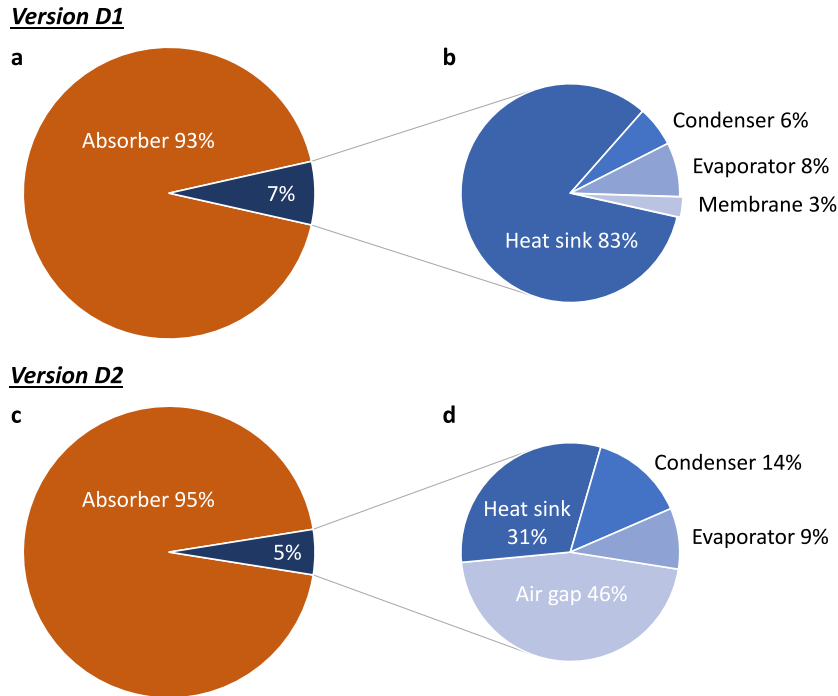 Version D1
a
b
Absorber 93%
7%
Condenser 6%
Evaporator 8%
Membrane 3%
Heat sink 83%
Version D2
c
d
Absorber 95%
5%
Condenser 14%
Heat sink
31%
Evaporator 9%
Air gap 46%